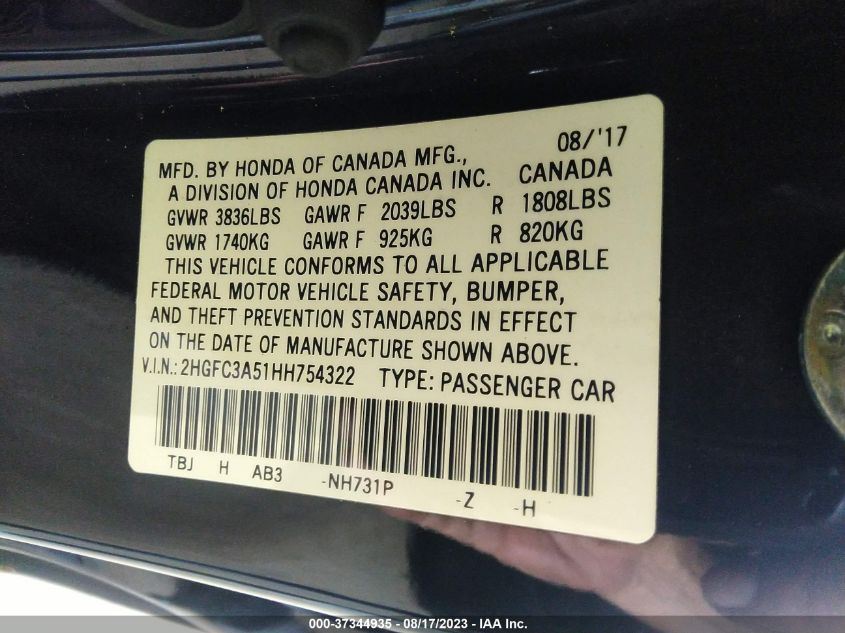 08/'17
MFD. BY HONDA OF CANADA MFG.,
A DIVISION OF HONDA CANADA INC. CANADA
GVWR 3836LBS GAWR F 2039LBS R 1808LBS
GVWR 1740KG GAWR F 925KG R 820KG
THIS VEHICLE CONFORMS TO ALL APPLICABLE
FEDERAL MOTOR VEHICLE SAFETY, BUMPER,
AND THEFT PREVENTION STANDARDS IN EFFECT
ON THE DATE OF MANUFACTURE SHOWN ABOVE.
V.I.N.: 2HGFC3A51HH754322 TYPE: PASSENGER CAR
TBJ H AB3 -NH731P -Z -H
000-37344935 - 08/17/2023 - IAA Inc.